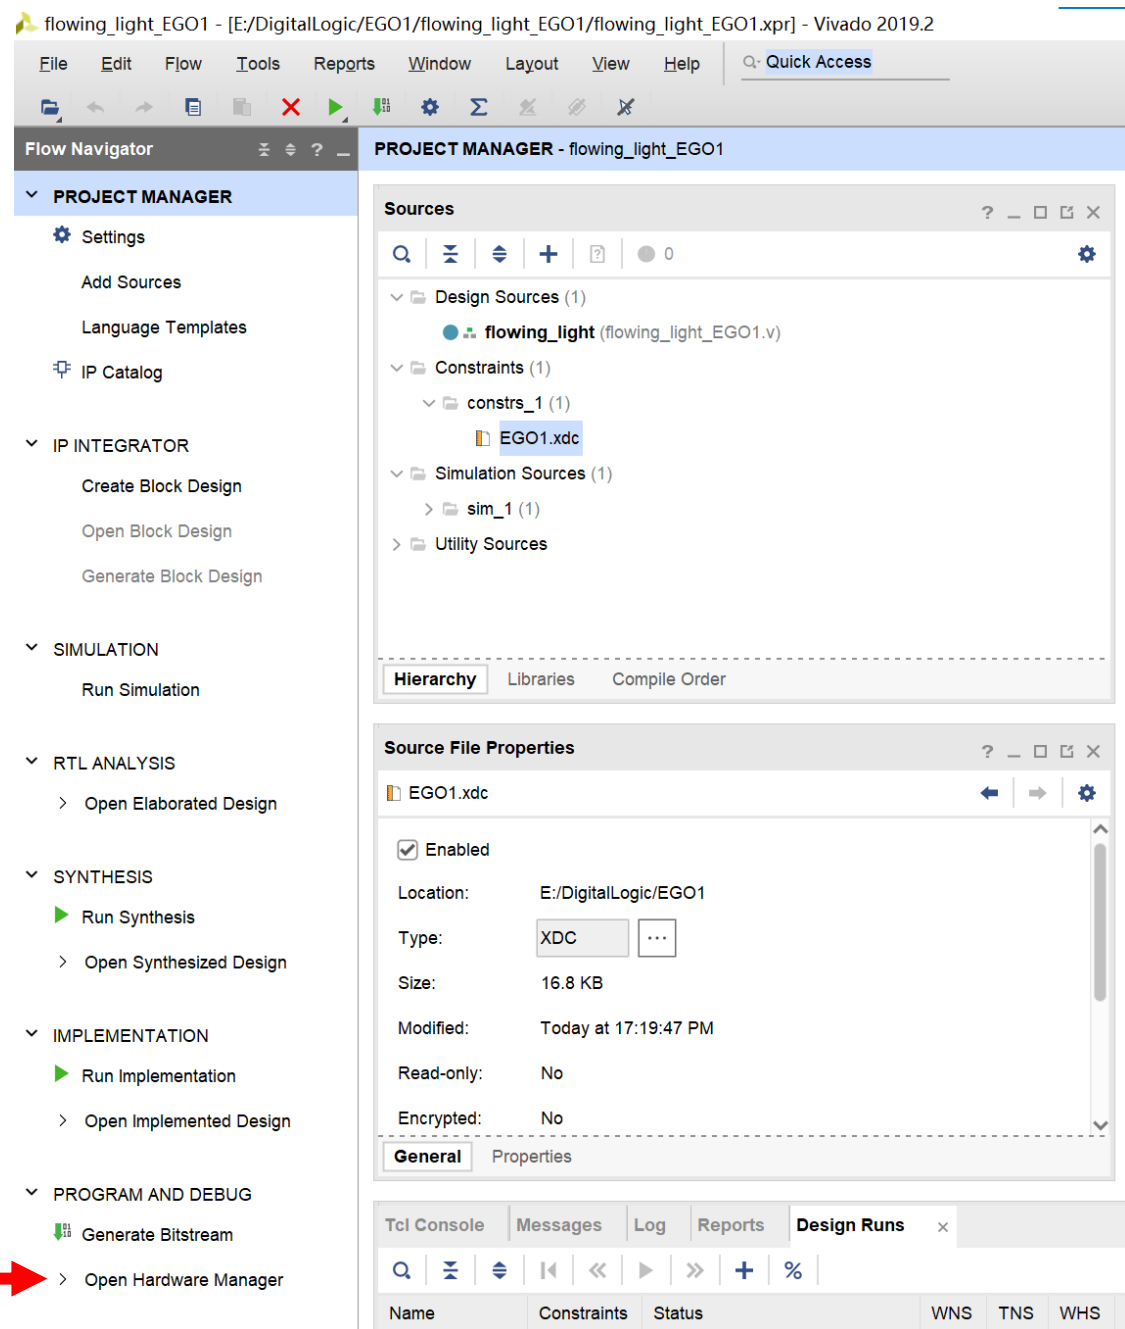 flowing_light_EGO1 - [E:/DigitalLogic/EGO1/flowing_light_EGO1/flowing_light_EGO1.xpr] - Vivado 2019.2
File Edit Flow Tools Reports Window Layout View Help Quick Access
Flow Navigator
PROJECT MANAGER
Settings
Add Sources
Language Templates
IP Catalog
IP INTEGRATOR
Create Block Design
Open Block Design
Generate Block Design
SIMULATION
Run Simulation
RTL ANALYSIS
Open Elaborated Design
SYNTHESIS
Run Synthesis
Open Synthesized Design
IMPLEMENTATION
Run Implementation
Open Implemented Design
PROGRAM AND DEBUG
Generate Bitstream
Open Hardware Manager
PROJECT MANAGER - flowing_light_EGO1
Sources
0
Design Sources (1)
flowing_light (flowing_light_EGO1.v)
Constraints (1)
constrs_1 (1)
EGO1.xdc
Simulation Sources (1)
sim_1 (1)
Utility Sources
Hierarchy Libraries Compile Order
Source File Properties
EGO1.xdc
Enabled
Location: E:/DigitalLogic/EGO1
Type: XDC ...
Size: 16.8 KB
Modified: Today at 17:19:47 PM
Read-only: No
Encrypted: No
General Properties
Tcl Console Messages Log Reports Design Runs
Name Constraints Status WNS TNS WHS